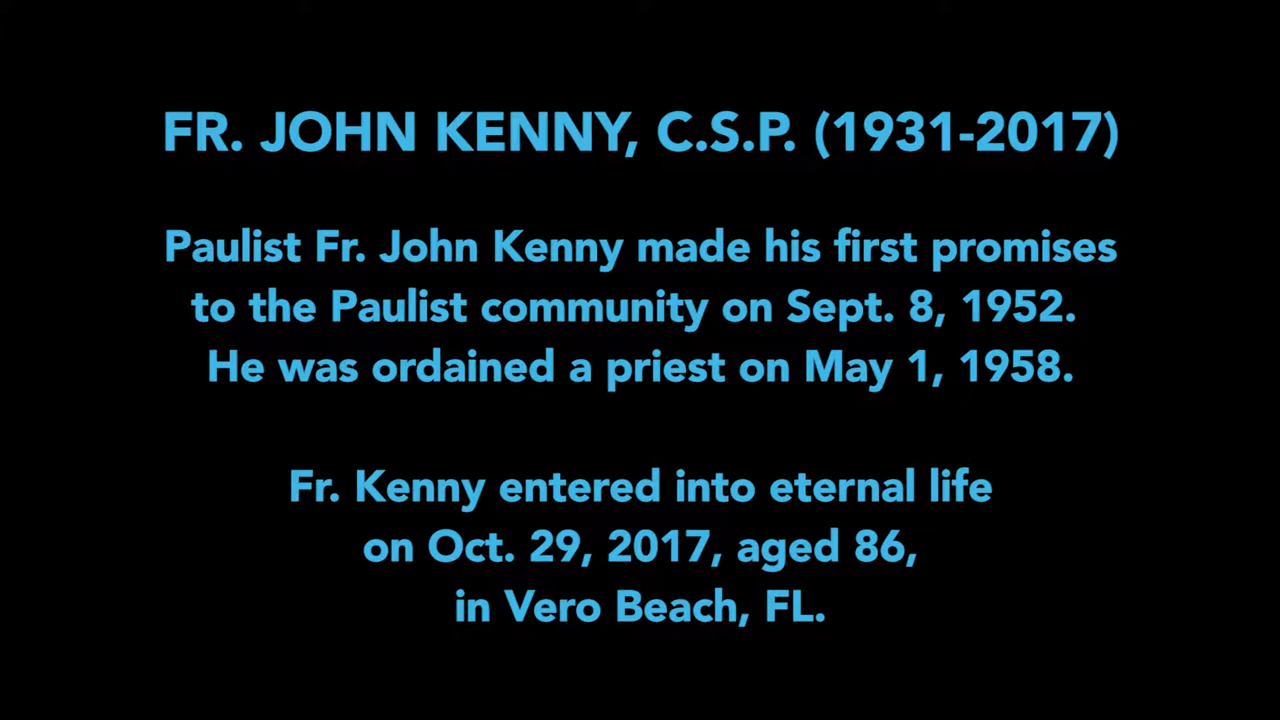 FR. JOHN KENNY, C.S.P. (1931-2017)
Paulist Fr. John Kenny made his first promises
to the Paulist community on Sept. 8, 1952.
He was ordained a priest on May 1, 1958.
Fr. Kenny entered into eternal life
on Oct. 29, 2017, aged 86,
in Vero Beach, FL.